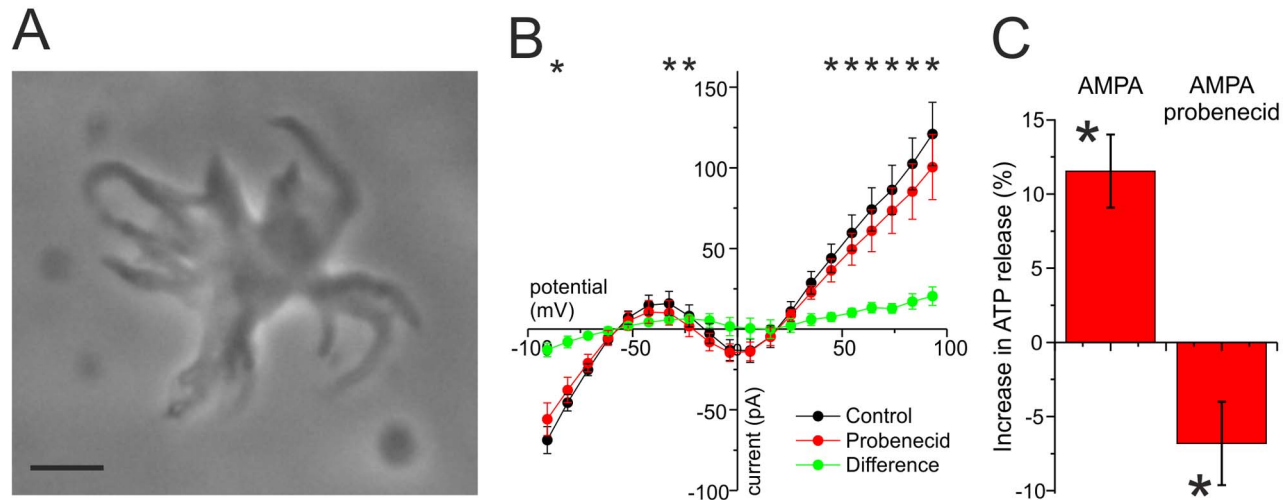 A
B
C
*
**
******
150
100
50
-50
-100
potential
(mV)
-100
-50
0
50
100
current (pA)
Control
Probenecid
Difference
AMPA
AMPA
probenecid
Increase in ATP release (%)
15
10
5
0
-5
-10
*
*